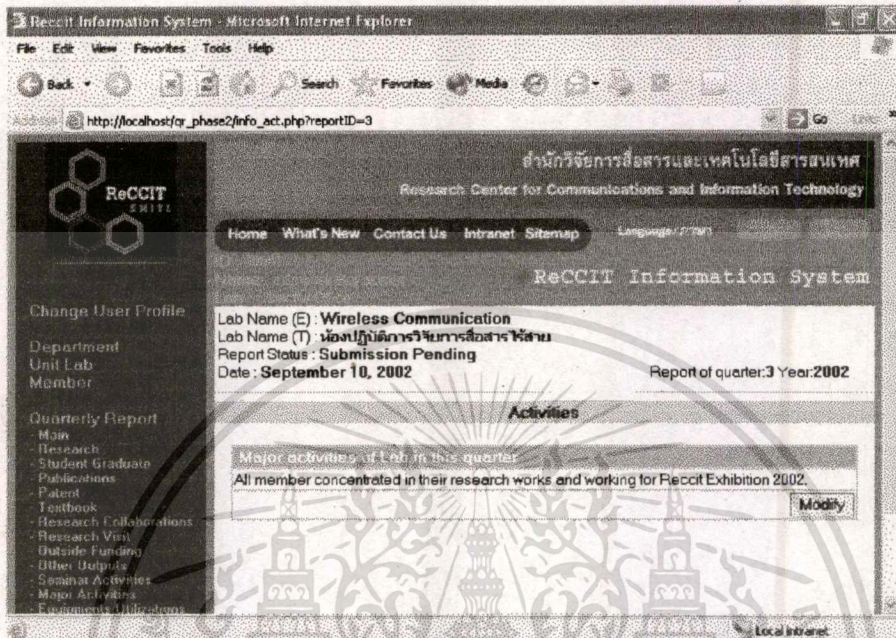 Reccit Information System - Microsoft Internet Explorer
File Edit View Favorites Tools Help
Back Search Favorites Media
http://localhost/qr_phase2/info_act.php?reportID=3 Go
ReCCIT
KMITL
สำนักวิจัยการสื่อสารและเทคโนโลยีสารสนเทศ
Research Center for Communications and Information Technology
Home What's New Contact Us Intranet Sitemap
ReCCIT Information System
Change User Profile
Department
Unit Lab
Member
Quarterly Report
- Main
- Research
- Student Graduate
- Publications
- Patent
- Textbook
- Research Collaborations
- Research Visit
- Outside Funding
- Other Outputs
- Seminar Activities
- Major Activities
- Equipments Utilizations
Lab Name (E) : Wireless Communication
Lab Name (T) : ห้องปฏิบัติการวิจัยการสื่อสารไร้สาย
Report Status : Submission Pending
Date : September 10, 2002
Report of quarter:3 Year:2002
Activities
Major activities of Lab in this quarter
All member concentrated in their research works and working for Reccit Exhibition 2002.
Modify
Local intranet